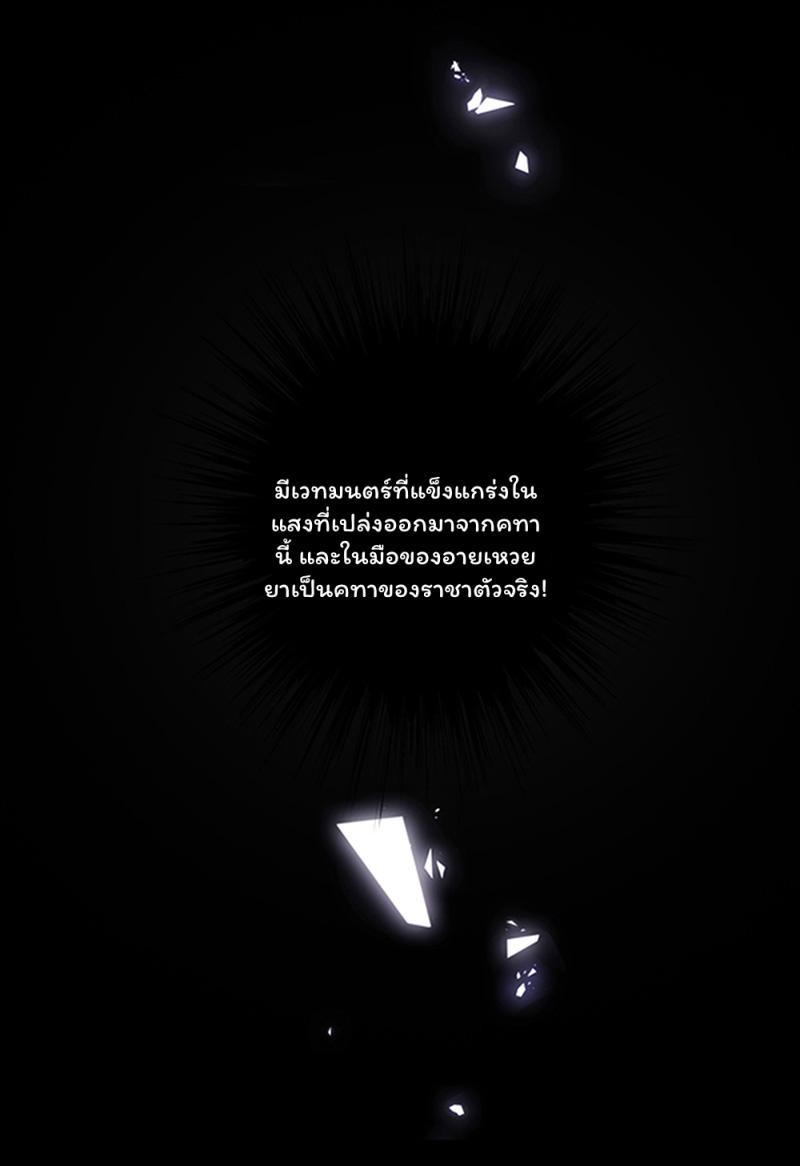 มีเวทมนตร์ที่แข็งแกร่งใน
แสงที่เปล่งออกมาจากคทา
นี้ และในมือของอายเหวย
ยาเป็นคทาของราชาตัวจริง!